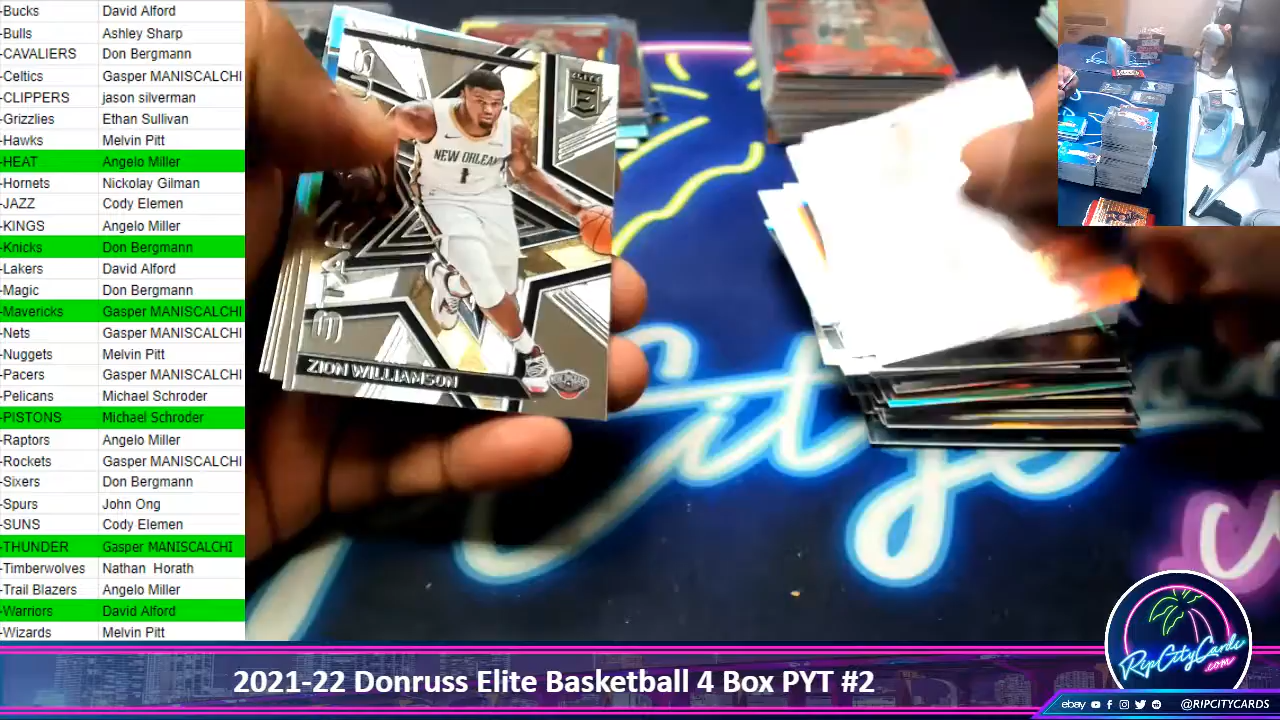 -Bucks David Alford
-Bulls Ashley Sharp
-CAVALIERS Don Bergmann
-Celtics Gasper MANISCALCHI
-CLIPPERS jason silverman
-Grizzlies Ethan Sullivan
-Hawks Melvin Pitt
-HEAT Angelo Miller
-Hornets Nickolay Gilman
-JAZZ Cody Elemen
-KINGS Angelo Miller
-Knicks Don Bergmann
-Lakers David Alford
-Magic Don Bergmann
-Mavericks Gasper MANISCALCHI
-Nets Gasper MANISCALCHI
-Nuggets Melvin Pitt
-Pacers Gasper MANISCALCHI
-Pelicans Michael Schroder
-PISTONS Michael Schroder
-Raptors Angelo Miller
-Rockets Gasper MANISCALCHI
-Sixers Don Bergmann
-Spurs John Ong
-SUNS Cody Elemen
-THUNDER Gasper MANISCALCHI
-Timberwolves Nathan Horath
-Trail Blazers Angelo Miller
-Warriors David Alford
-Wizards Melvin Pitt
ELITE
E
NEW ORLEA
1
ZION WILLIAMSON
City
RipCityCards
.com
2021-22 Donruss Elite Basketball 4 Box PYT #2
ebay @RIPCITYCARDS